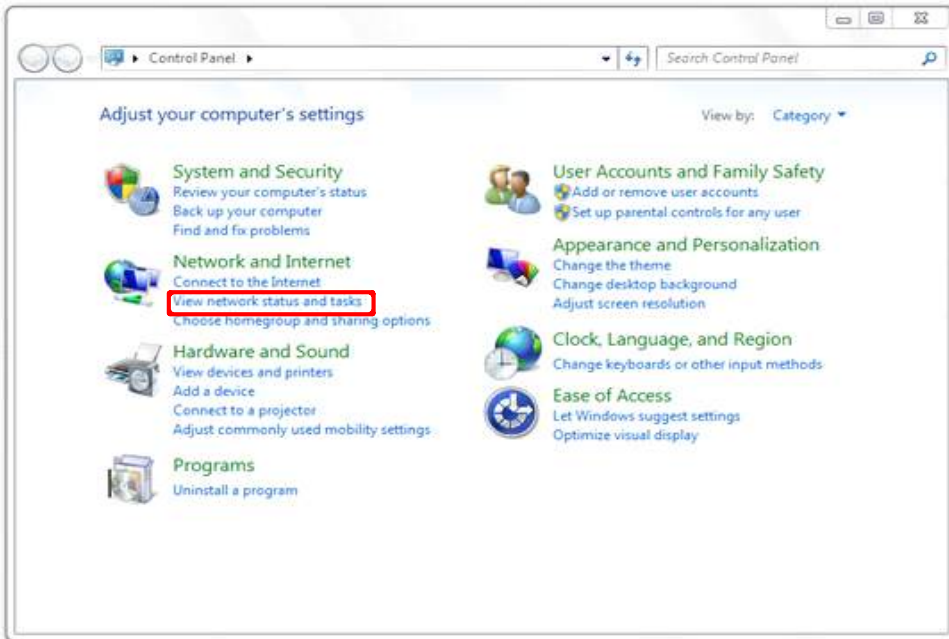 Control Panel
Search Control Panel
Adjust your computer's settings
View by: Category
System and Security
Review your computer's status
Back up your computer
Find and fix problems
Network and Internet
Connect to the Internet
View network status and tasks
Choose homegroup and sharing options
Hardware and Sound
View devices and printers
Add a device
Connect to a projector
Adjust commonly used mobility settings
Programs
Uninstall a program
User Accounts and Family Safety
Add or remove user accounts
Set up parental controls for any user
Appearance and Personalization
Change the theme
Change desktop background
Adjust screen resolution
Clock, Language, and Region
Change keyboards or other input methods
Ease of Access
Let Windows suggest settings
Optimize visual display